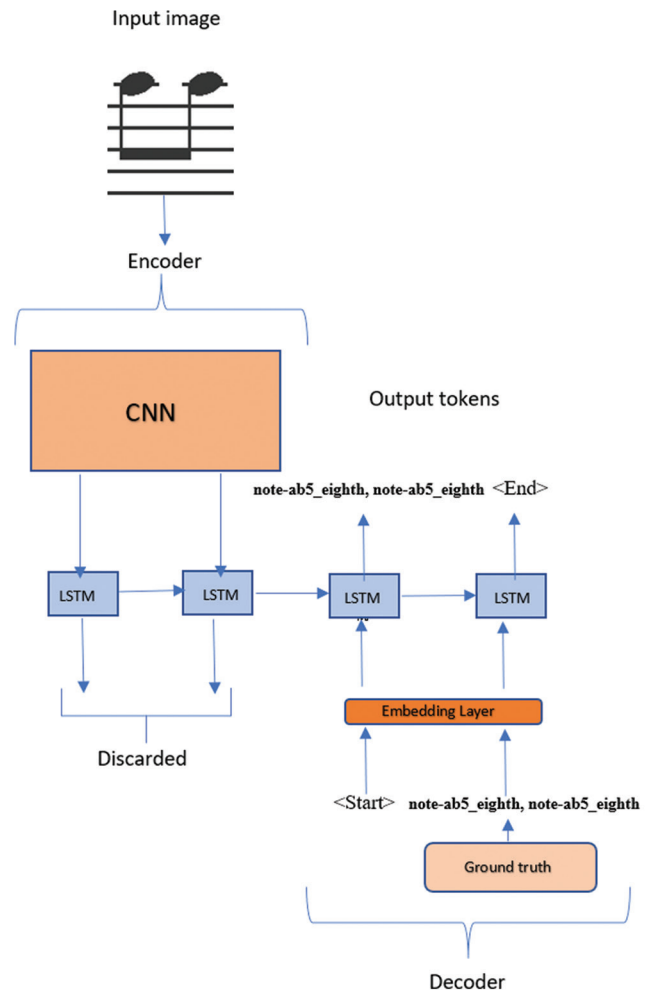 Input image
Encoder
CNN
Output tokens
note-ab5_eighth, note-ab5_eighth <End>
LSTM LSTM LSTM LSTM
Embedding Layer
Discarded
<Start> note-ab5_eighth, note-ab5_eighth
Ground truth
Decoder